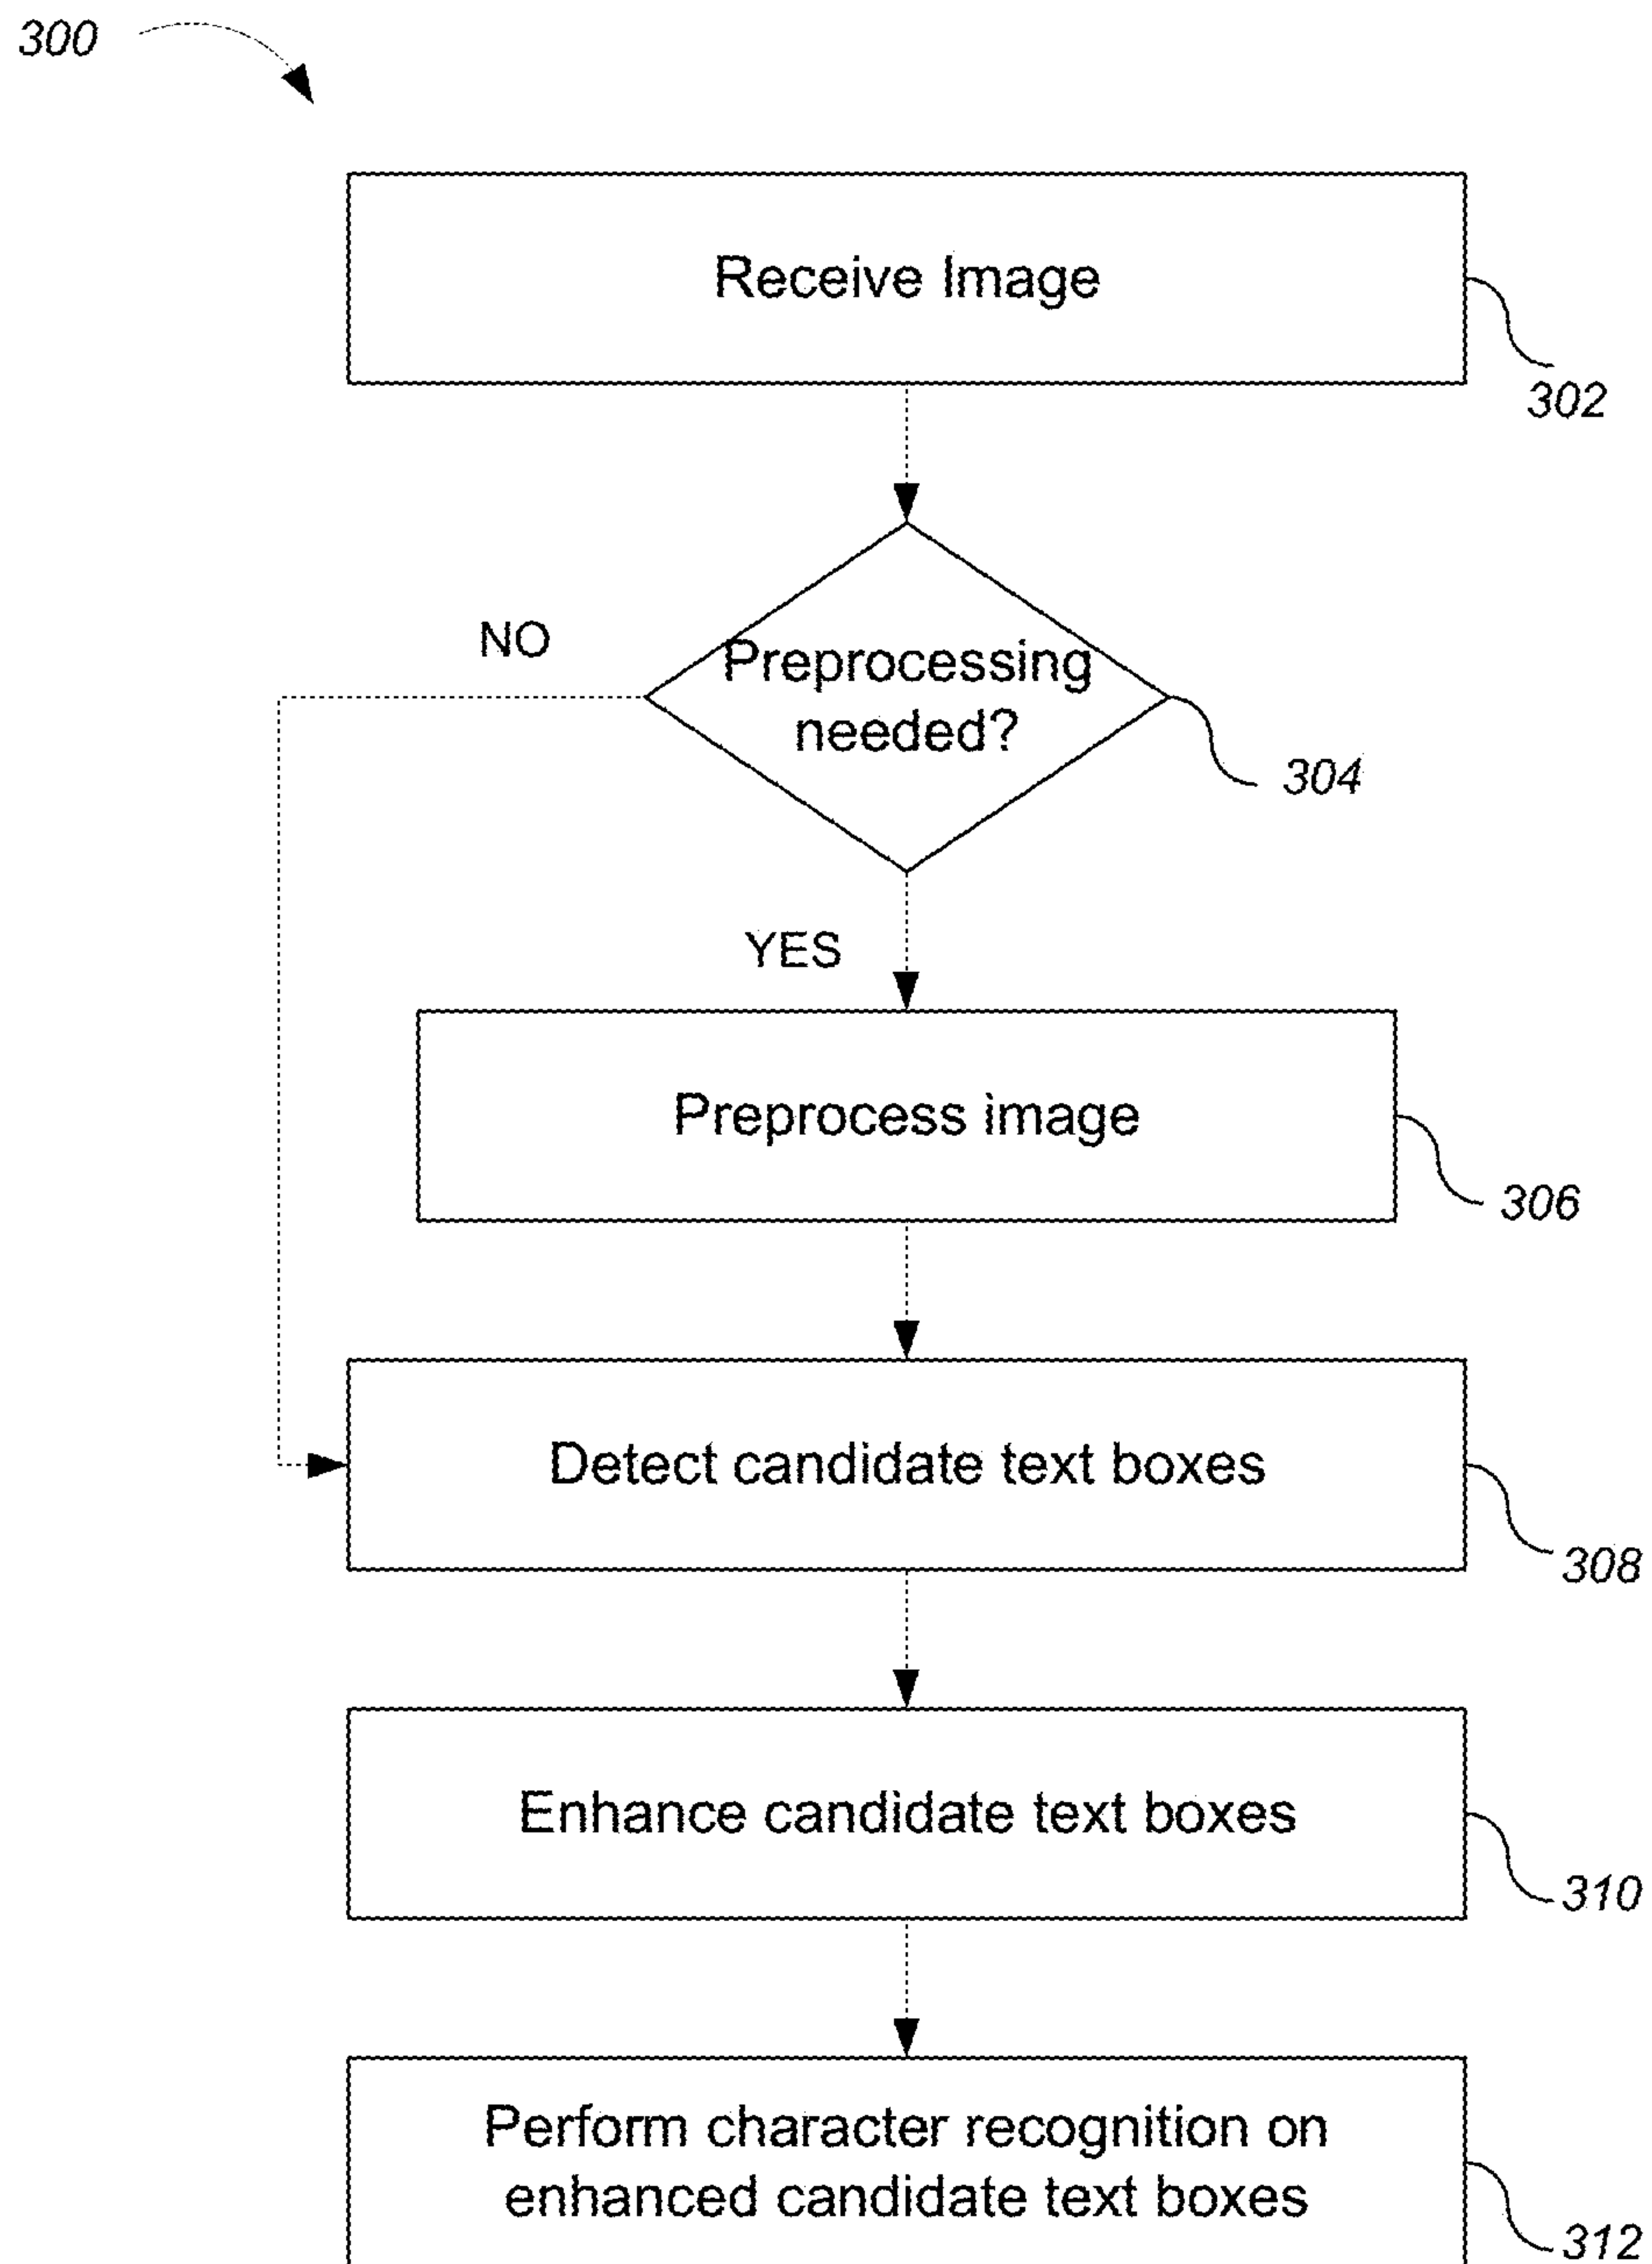 300
Receive Image
302
NO
Preprocessing
needed?
304
YES
Preprocess image
306
Detect candidate text boxes
308
Enhance candidate text boxes
310
Perform character recognition on
enhanced candidate text boxes
312